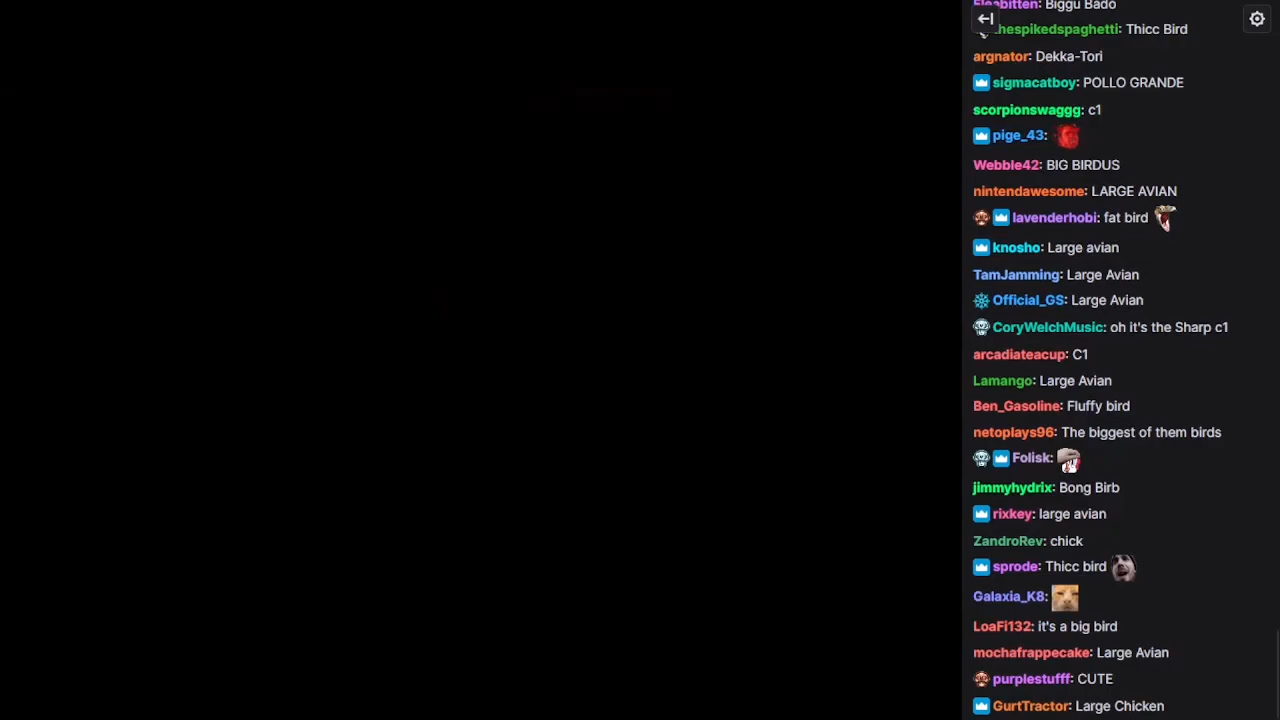 Fleabitten: Biggu Bado
thespikedspaghetti: Thicc Bird
argnator: Dekka-Tori
sigmacatboy: POLLO GRANDE
scorpionswaggg: c1
pige_43:
Webble42: BIG BIRDUS
nintendawesome: LARGE AVIAN
lavenderhobi: fat bird
knosho: Large avian
TamJamming: Large Avian
Official_GS: Large Avian
CoryWelchMusic: oh it's the Sharp c1
arcadiateacup: C1
Lamango: Large Avian
Ben_Gasoline: Fluffy bird
netoplays96: The biggest of them birds
Folisk:
jimmyhydrix: Bong Birb
rixkey: large avian
ZandroRev: chick
sprode: Thicc bird
Galaxia_K8:
LoaFi132: it's a big bird
mochafrappecake: Large Avian
purplestufff: CUTE
GurtTractor: Large Chicken